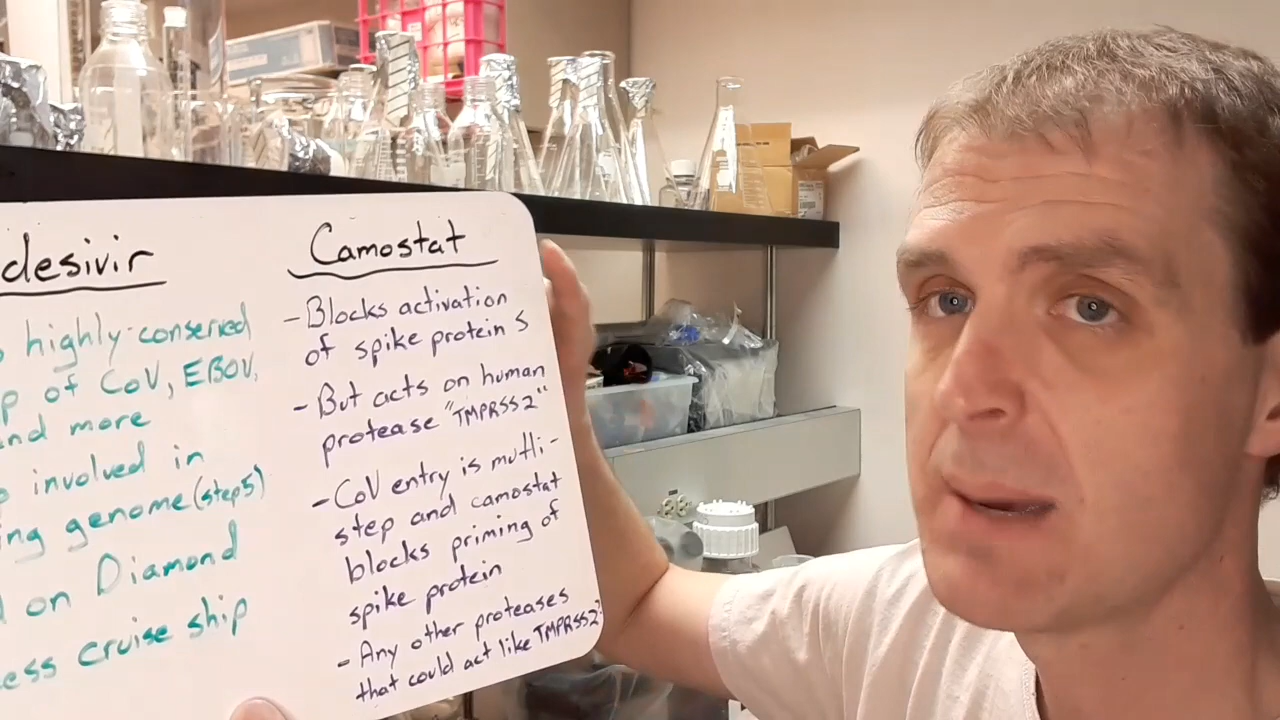 desivir
highly-conserved
p of CoV, EBOV,
and more
involved in
ing genome (step 5)
on Diamond
ess cruise ship
Camostat
- Blocks activation
of spike protein S
- But acts on human
protease "TMPRSS2"
- CoV entry is mutli-
step and camostat
blocks priming of
spike protein
- Any other proteases
that could act like TMPRSS2?